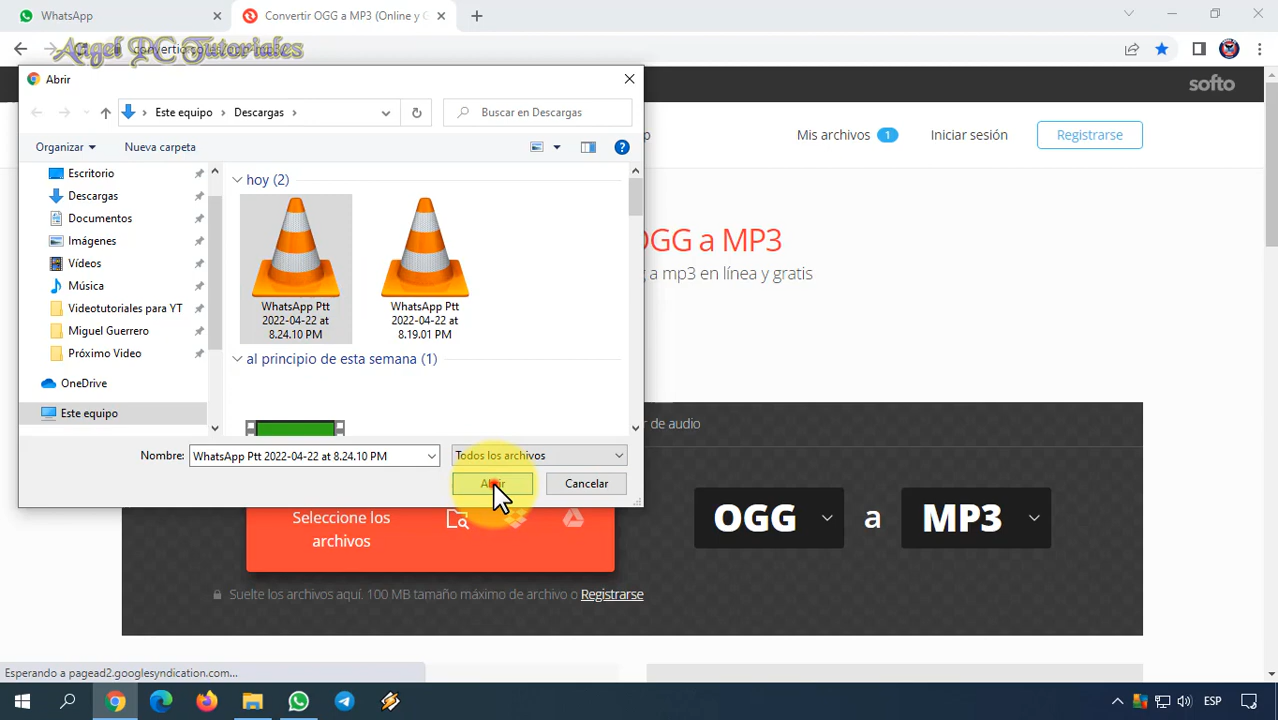 WhatsApp
Convertir OGG a MP3 (Online y G
Angel PC Tutoriales
Abrir
softo
Este equipo
Descargas
Buscar en Descargas
Mis archivos 1
Iniciar sesión
Registrarse
Organizar
Nueva carpeta
Escritorio
Descargas
Documentos
Imágenes
Vídeos
Música
Videotutoriales para YT
Miguel Guerrero
Próximo Video
OneDrive
Este equipo
hoy (2)
WhatsApp Ptt
2022-04-22 at
8.24.10 PM
WhatsApp Ptt
2022-04-22 at
8.19.01 PM
al principio de esta semana (1)
OGG a MP3
g a mp3 en línea y gratis
r de audio
Nombre:
WhatsApp Ptt 2022-04-22 at 8.24.10 PM
Todos los archivos
Abrir
Cancelar
Seleccione los
archivos
OGG
a
MP3
Suelte los archivos aquí. 100 MB tamaño máximo de archivo o Registrarse
Esperando a pagead2.googlesyndication.com...
ESP